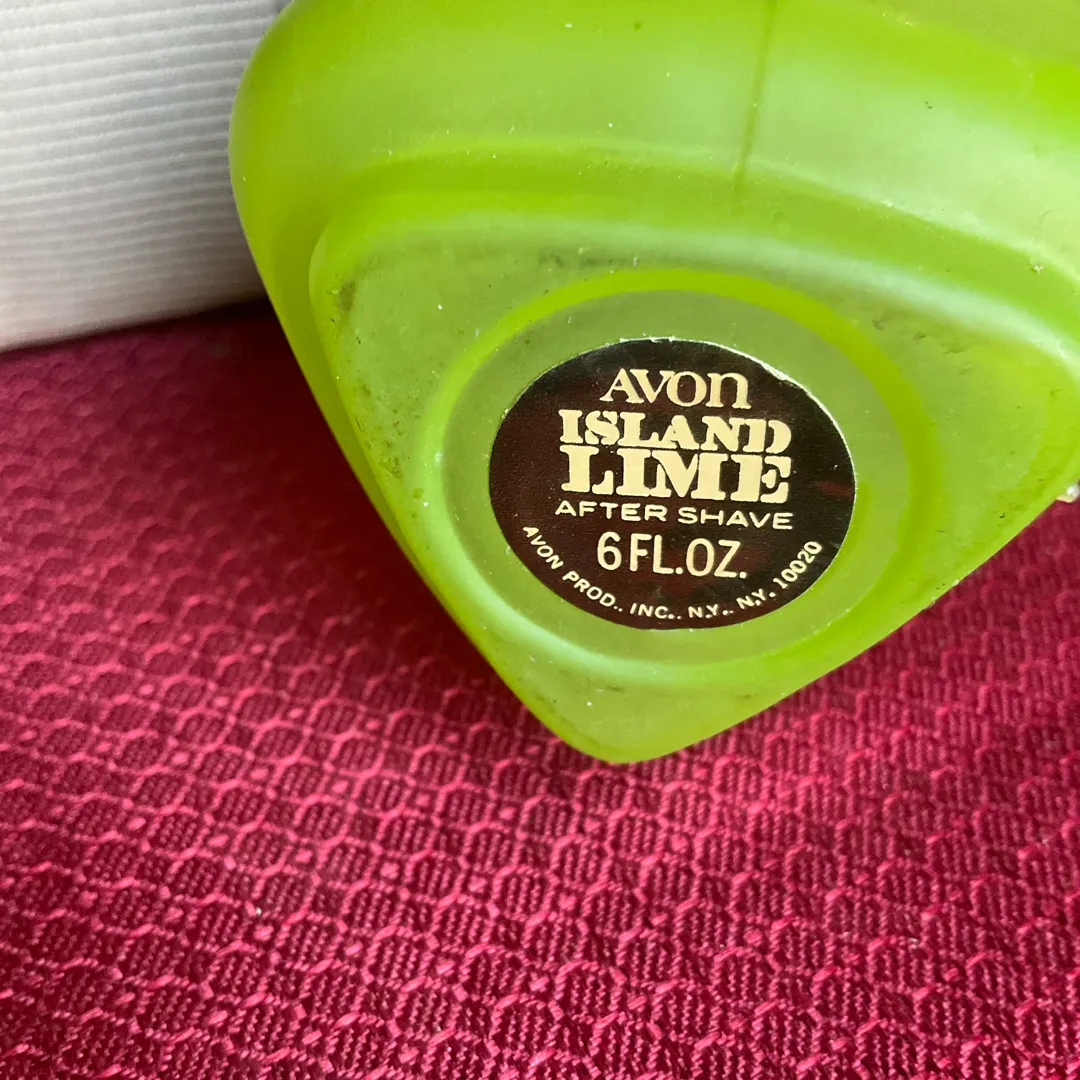 AVON
ISLAND
LIME
AFTER SHAVE
6 FL. OZ.
AVON PROD., INC., N.Y., N.Y. 10020